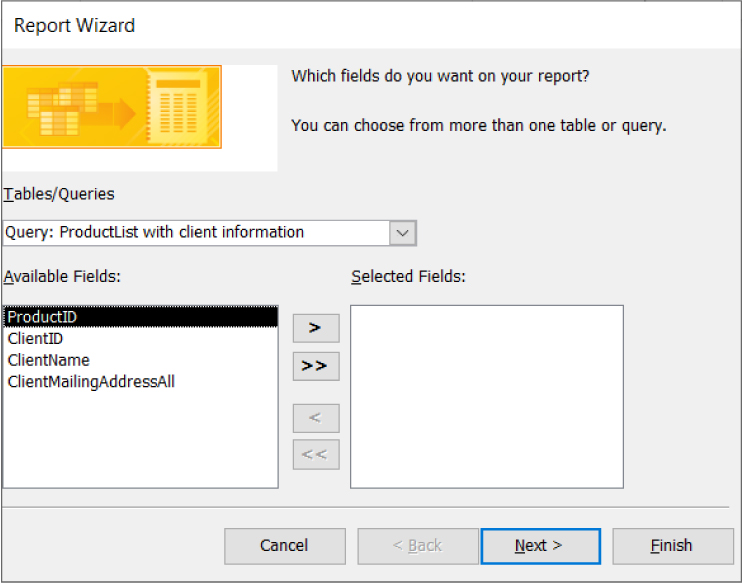 Report Wizard
Which fields do you want on your report?
You can choose from more than one table or query.
Tables/Queries
Query: ProductList with client information
Available Fields:
Selected Fields:
ProductID
ClientID
ClientName
ClientMailingAddressAll
>
>>
<
<<
Cancel
< Back
Next >
Finish